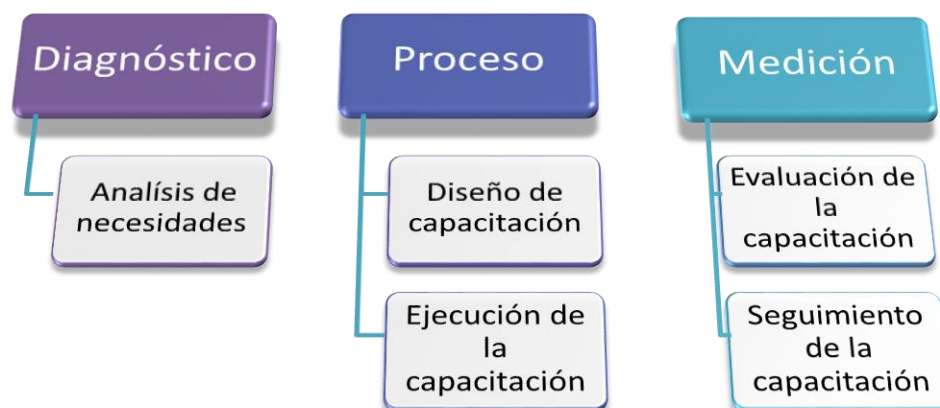 Diagnóstico
Analísis de
necesidades
Proceso
Diseño de
capacitación
Ejecución de
la
capacitación
Medición
Evaluación de
la
capacitación
Seguimiento
de la
capacitación